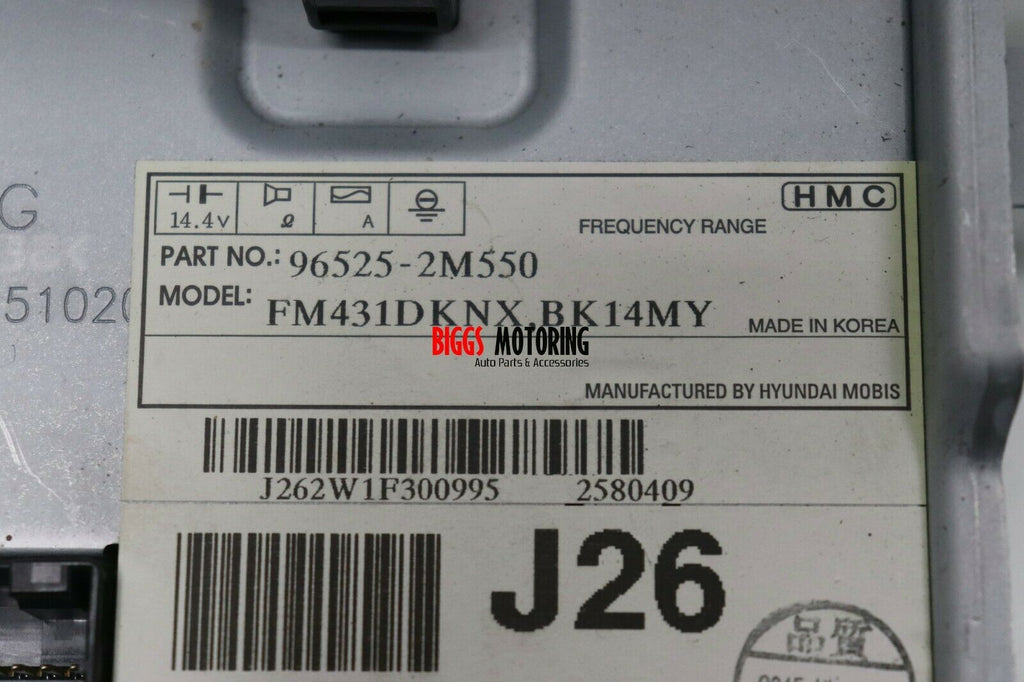 HMC
14.4V
Ω A
FREQUENCY RANGE
PART NO.: 96525-2M550
MODEL: FM431DKNX.BK14MY
MADE IN KOREA
BIGGS MOTORING
Auto Parts & Accessories
MANUFACTURED BY HYUNDAI MOBIS
J262W1F300995 2580409
J26
品質
G
51020